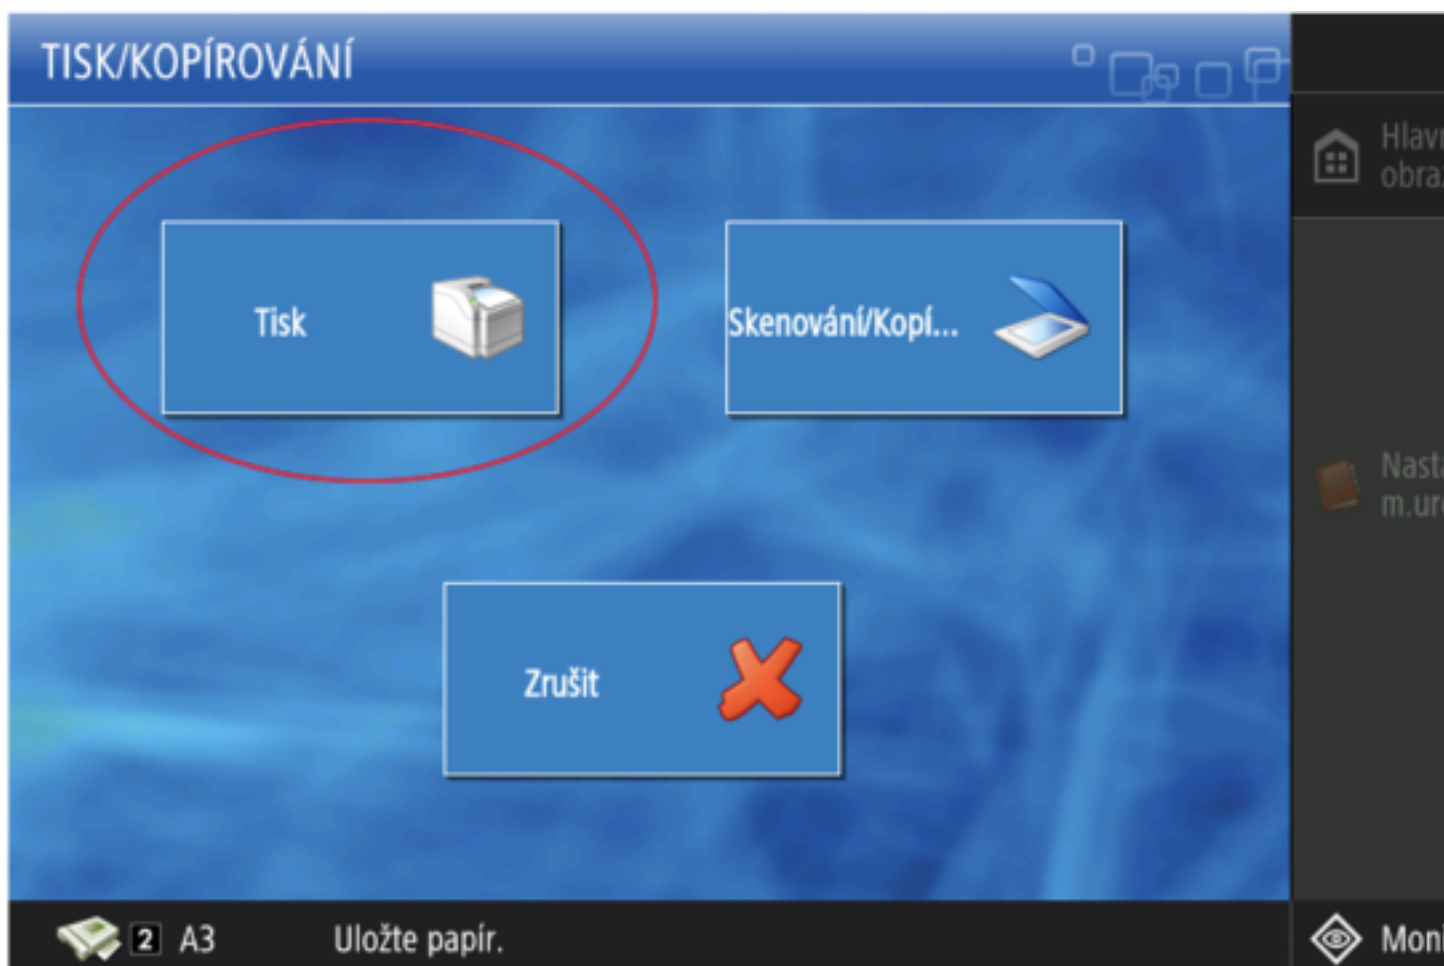 TISK/KOPÍROVÁNÍ
Tisk
Skenování/Kopí...
Zrušit
2 A3 Uložte papír.